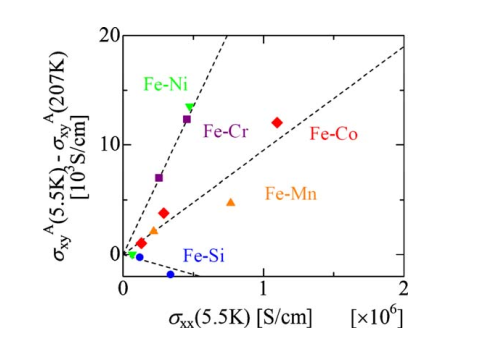 σxyᴬ(5.5K) - σxyᴬ(207K)
[10³S/cm]
20
10
0
Fe-Ni
Fe-Cr
Fe-Co
Fe-Mn
Fe-Si
0
1
2
σxx(5.5K) [S/cm] [×10⁶]